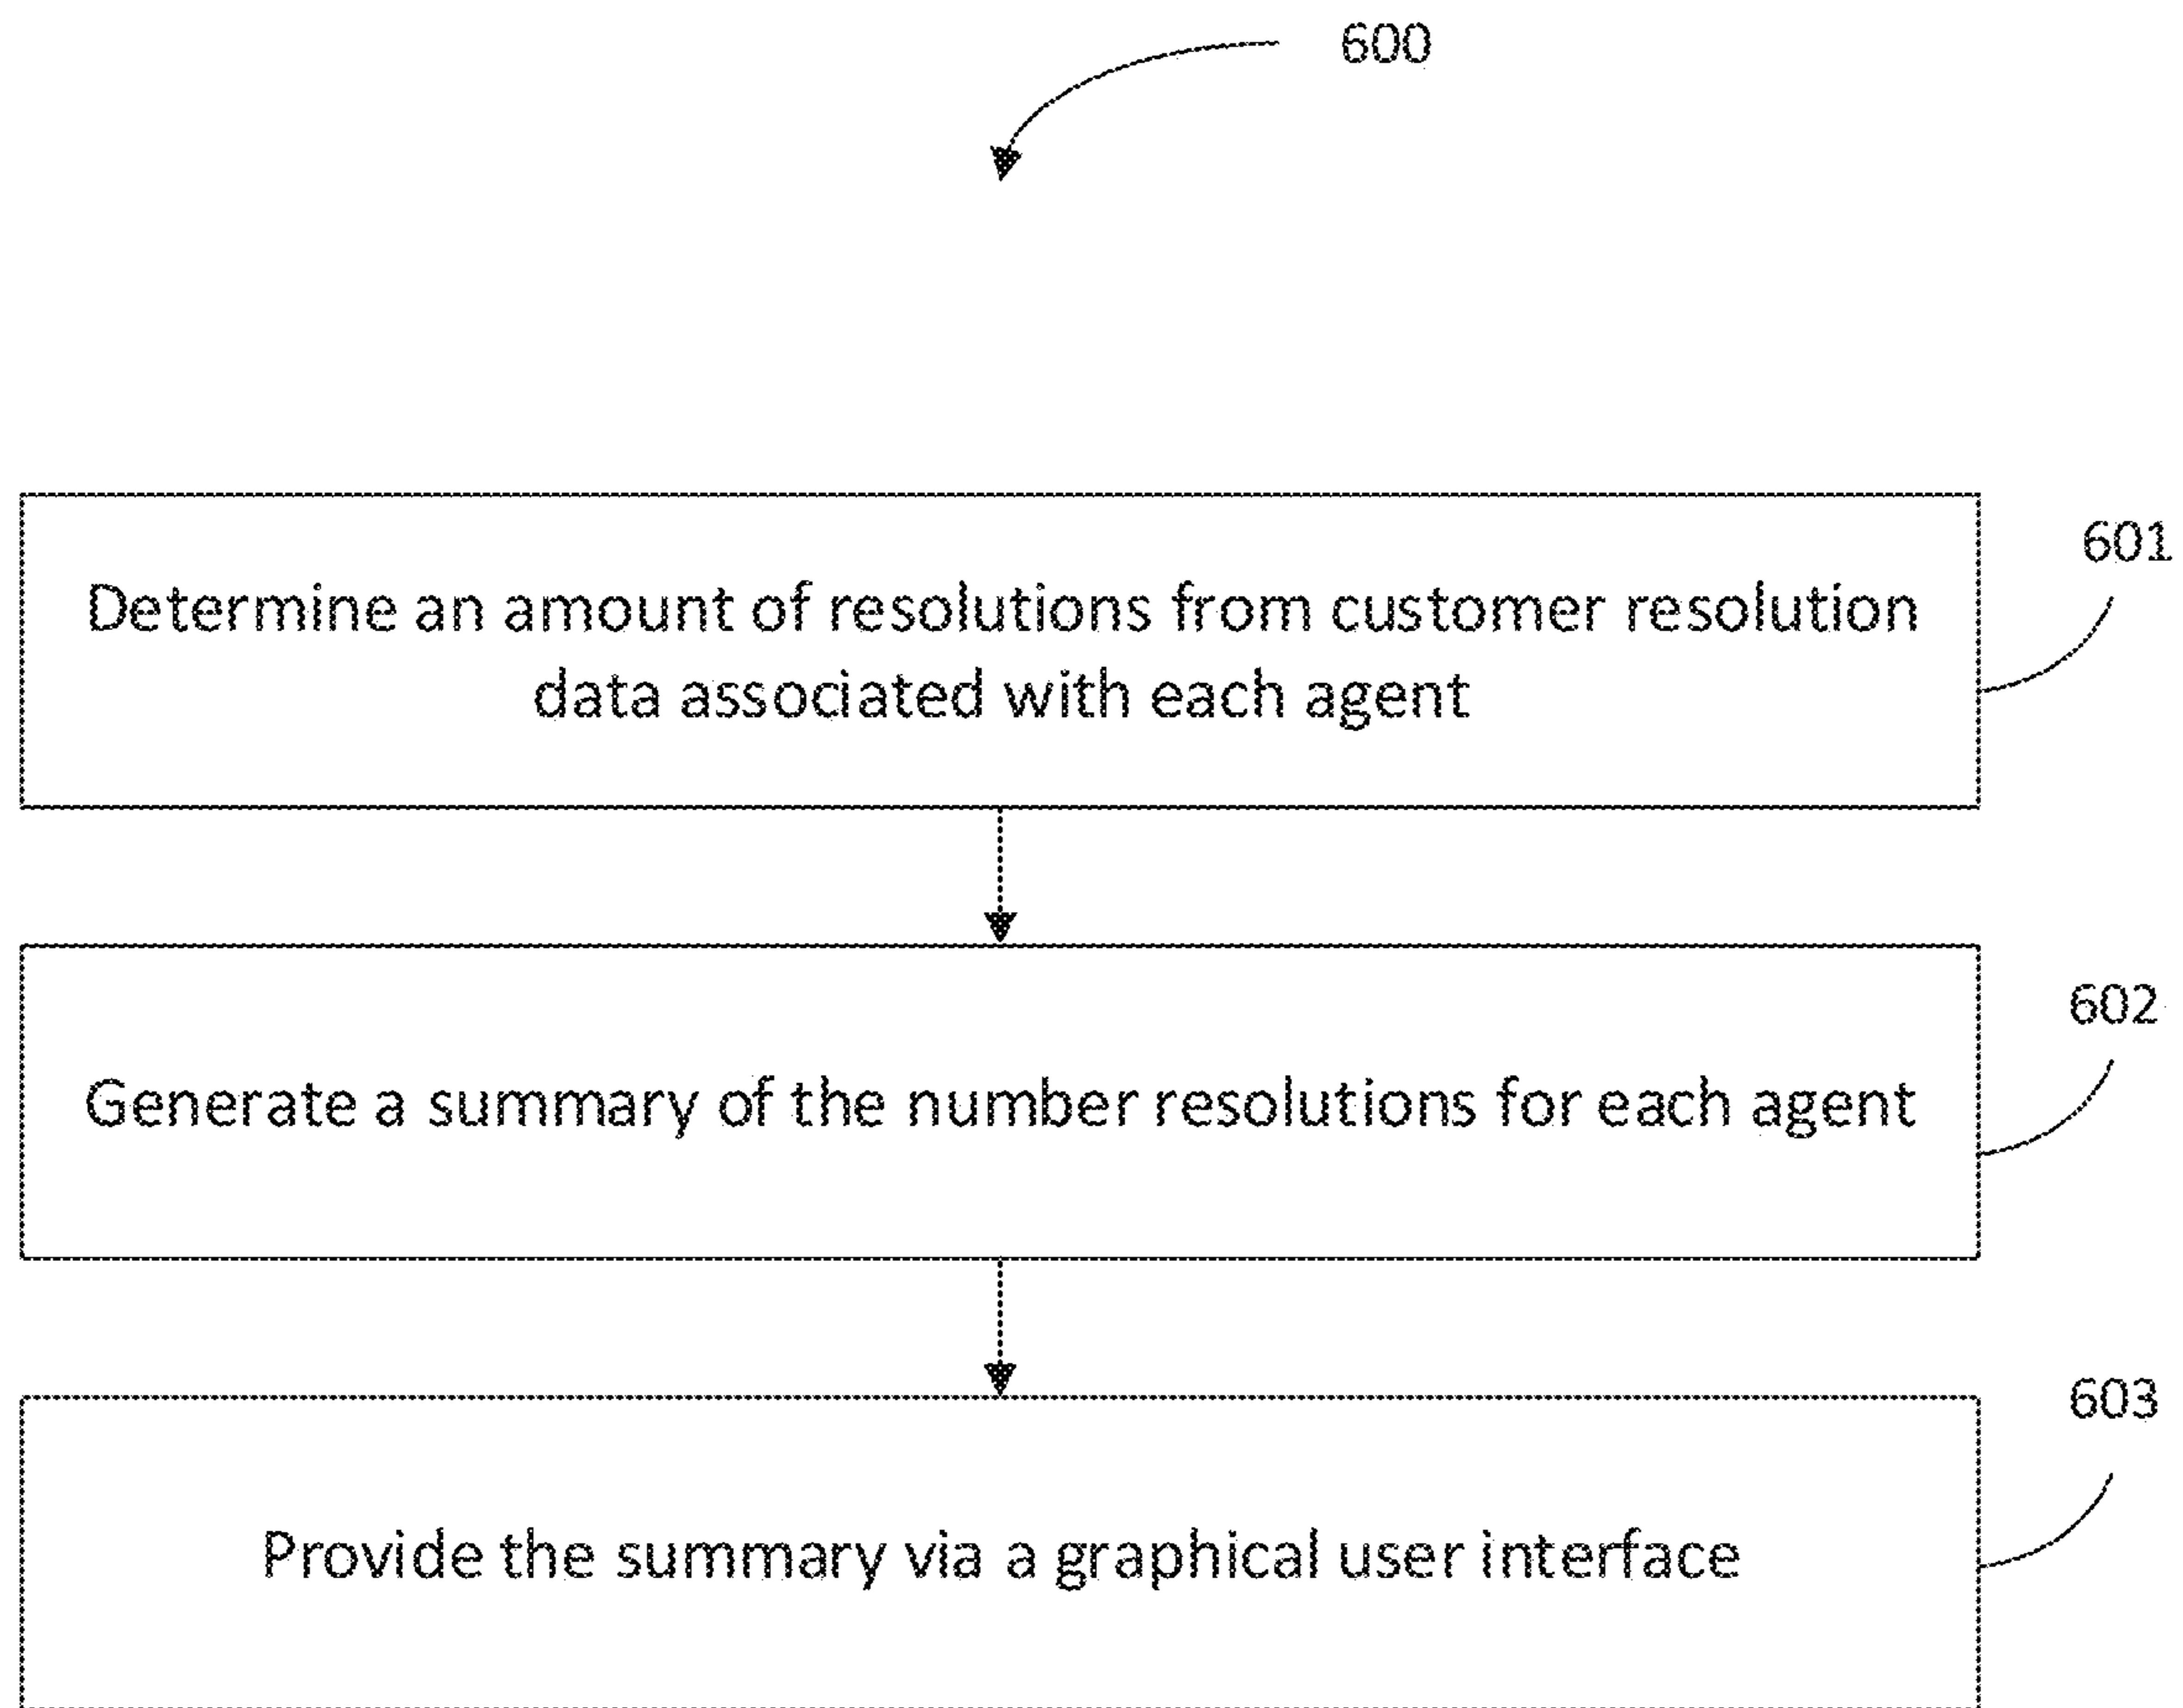 600
601
Determine an amount of resolutions from customer resolution
data associated with each agent
602
Generate a summary of the number resolutions for each agent
603
Provide the summary via a graphical user interface